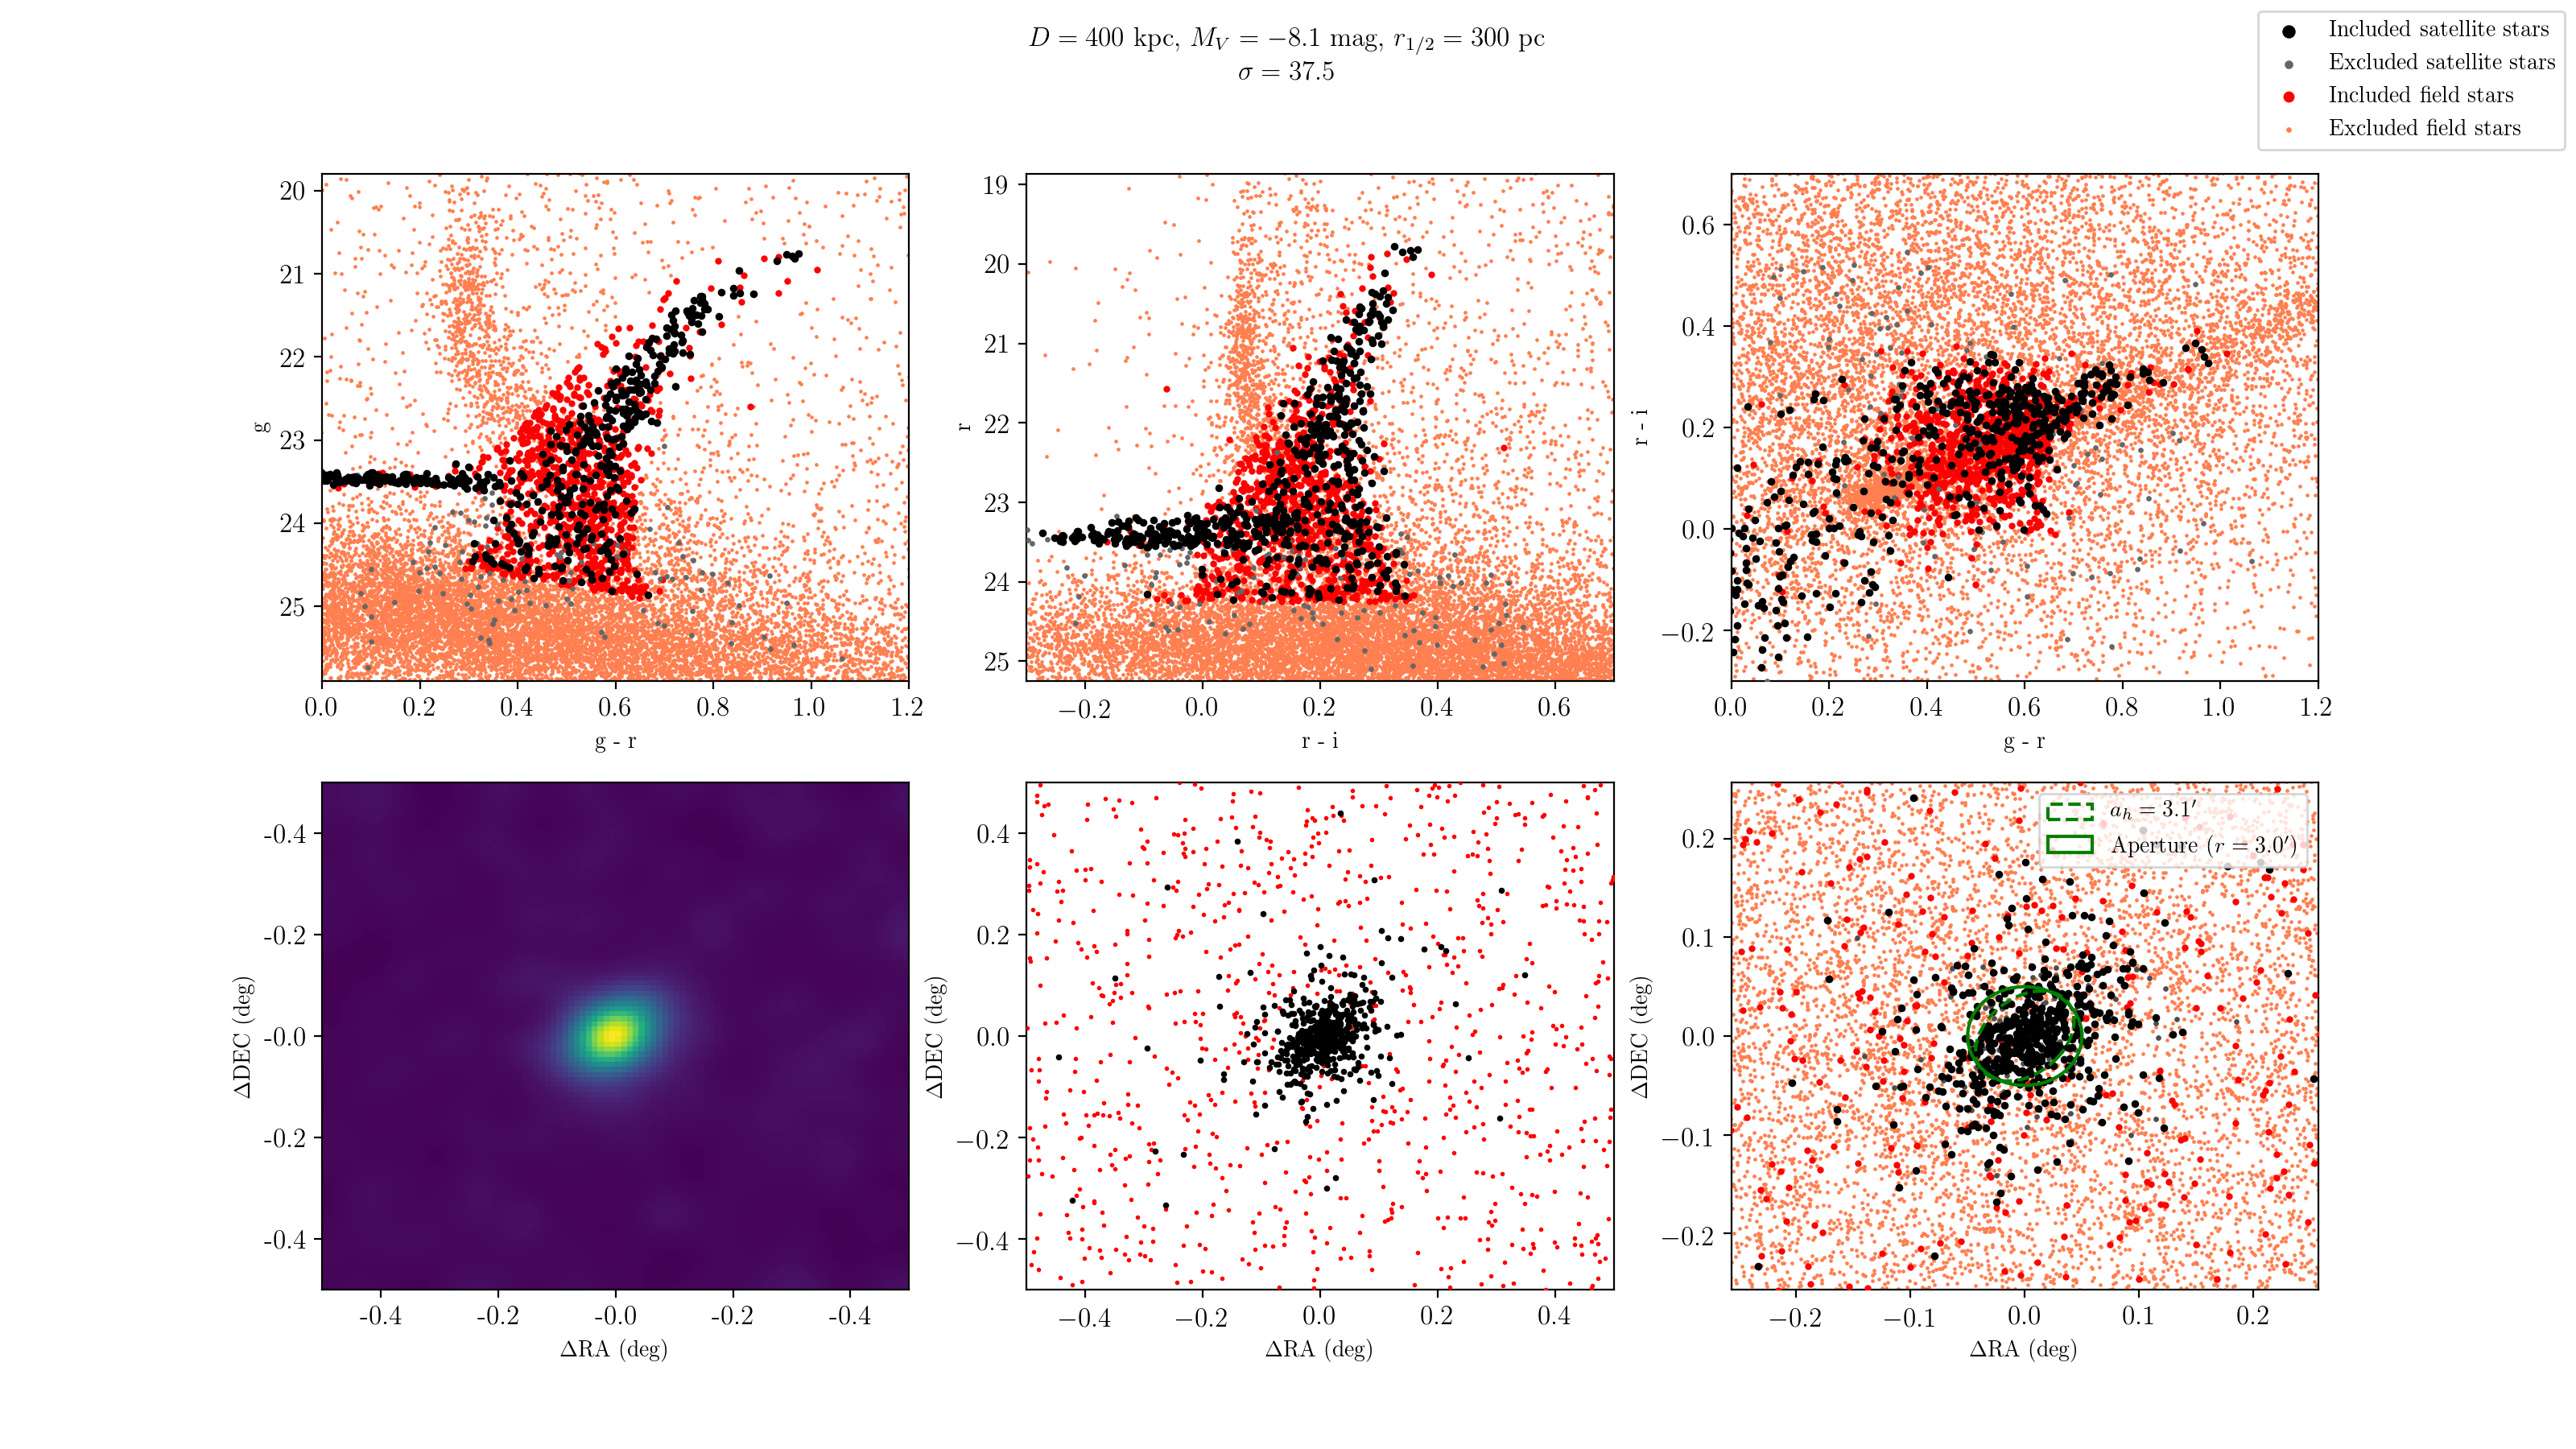 D = 400 kpc, M_V = −8.1 mag, r_{1/2} = 300 pc
σ = 37.5
Included satellite stars
Excluded satellite stars
Included field stars
Excluded field stars
20
21
22
23
24
25
g
0.0 0.2 0.4 0.6 0.8 1.0 1.2
g - r
19
20
21
22
23
24
25
r
−0.2 0.0 0.2 0.4 0.6
r - i
0.6
0.4
0.2
0.0
−0.2
r - i
0.0 0.2 0.4 0.6 0.8 1.0 1.2
g - r
-0.4
-0.2
-0.0
-0.2
-0.4
ΔDEC (deg)
-0.4 -0.2 -0.0 -0.2 -0.4
ΔRA (deg)
0.4
0.2
0.0
−0.2
−0.4
ΔDEC (deg)
−0.4 −0.2 0.0 0.2 0.4
ΔRA (deg)
a_h = 3.1′
Aperture (r = 3.0′)
0.2
0.1
0.0
−0.1
−0.2
ΔDEC (deg)
−0.2 −0.1 0.0 0.1 0.2
ΔRA (deg)